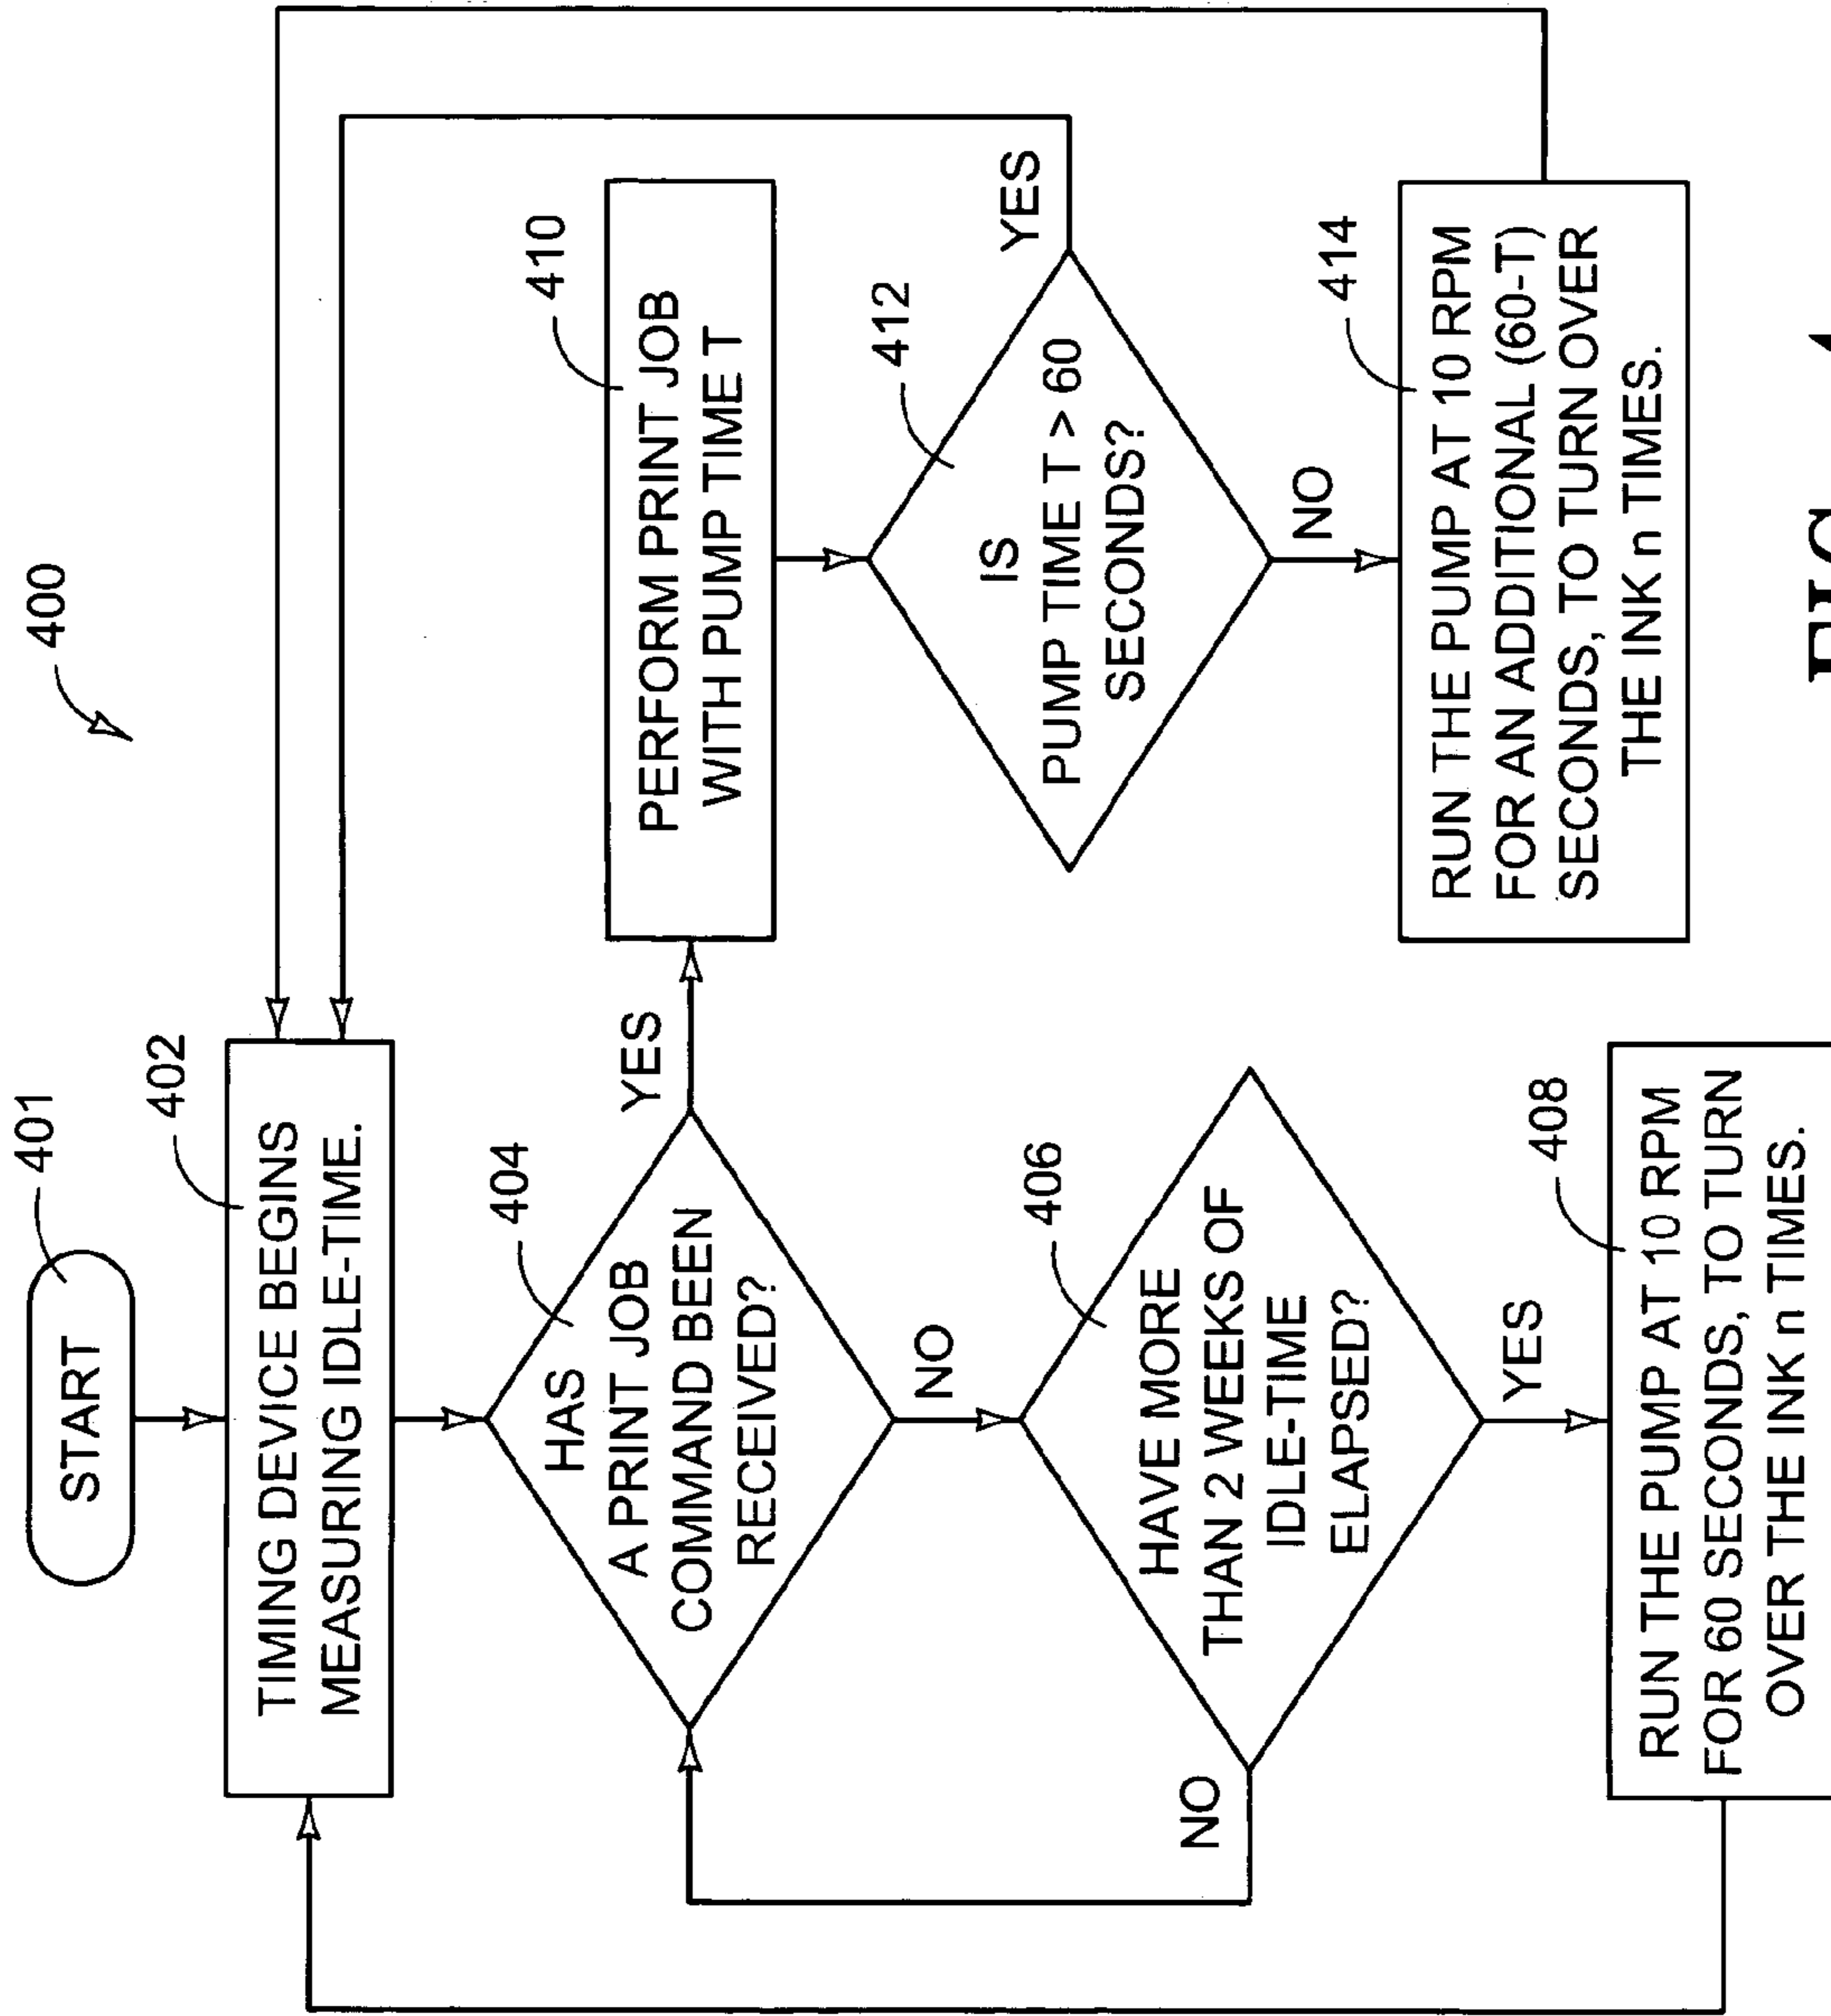 400
401
START
402
TIMING DEVICE BEGINS
MEASURING IDLE-TIME.
404
HAS
A PRINT JOB
COMMAND BEEN
RECEIVED?
YES
NO
406
HAVE MORE
THAN 2 WEEKS OF
IDLE-TIME
ELAPSED?
NO
YES
408
RUN THE PUMP AT 10 RPM
FOR 60 SECONDS, TO TURN
OVER THE INK n TIMES.
410
PERFORM PRINT JOB
WITH PUMP TIME T
412
IS
PUMP TIME T > 60
SECONDS?
YES
NO
414
RUN THE PUMP AT 10 RPM
FOR AN ADDITIONAL (60-T)
SECONDS, TO TURN OVER
THE INK n TIMES.